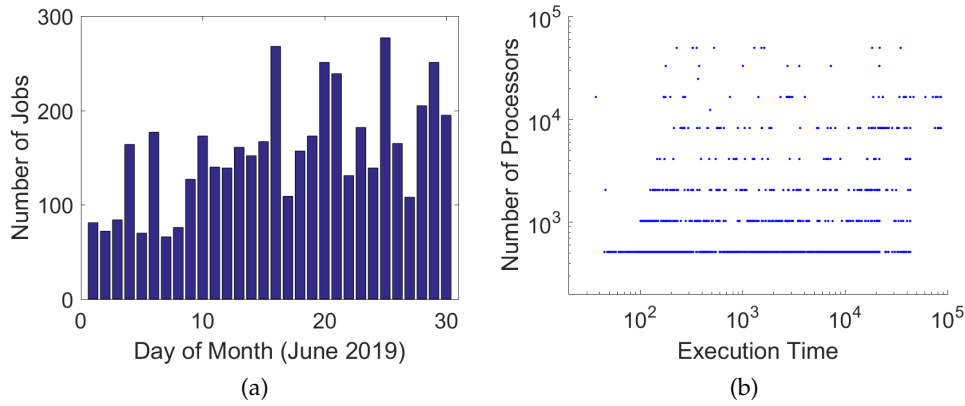 300
200
100
0
Number of Jobs
0
10
20
30
Day of Month (June 2019)
(a)
10^5
10^4
10^3
Number of Processors
10^2
10^3
10^4
10^5
Execution Time
(b)